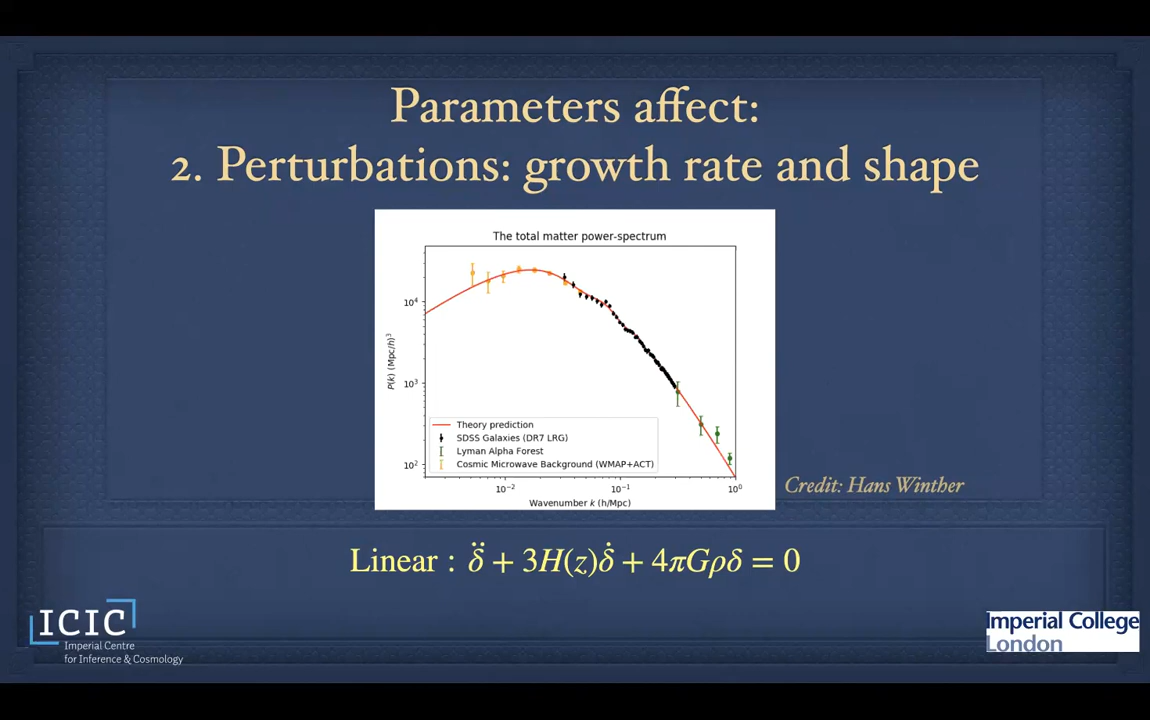 Parameters affect:
2. Perturbations: growth rate and shape
The total matter power-spectrum
P(k) (Mpc/h)³
10⁴
10³
10²
Theory prediction
SDSS Galaxies (DR7 LRG)
Lyman Alpha Forest
Cosmic Microwave Background (WMAP+ACT)
10⁻² 10⁻¹ 10⁰
Wavenumber k (h/Mpc)
Credit: Hans Winther
Linear : δ̈ + 3H(z)δ̇ + 4πGρδ = 0
ICIC
Imperial Centre
for Inference & Cosmology
Imperial College
London